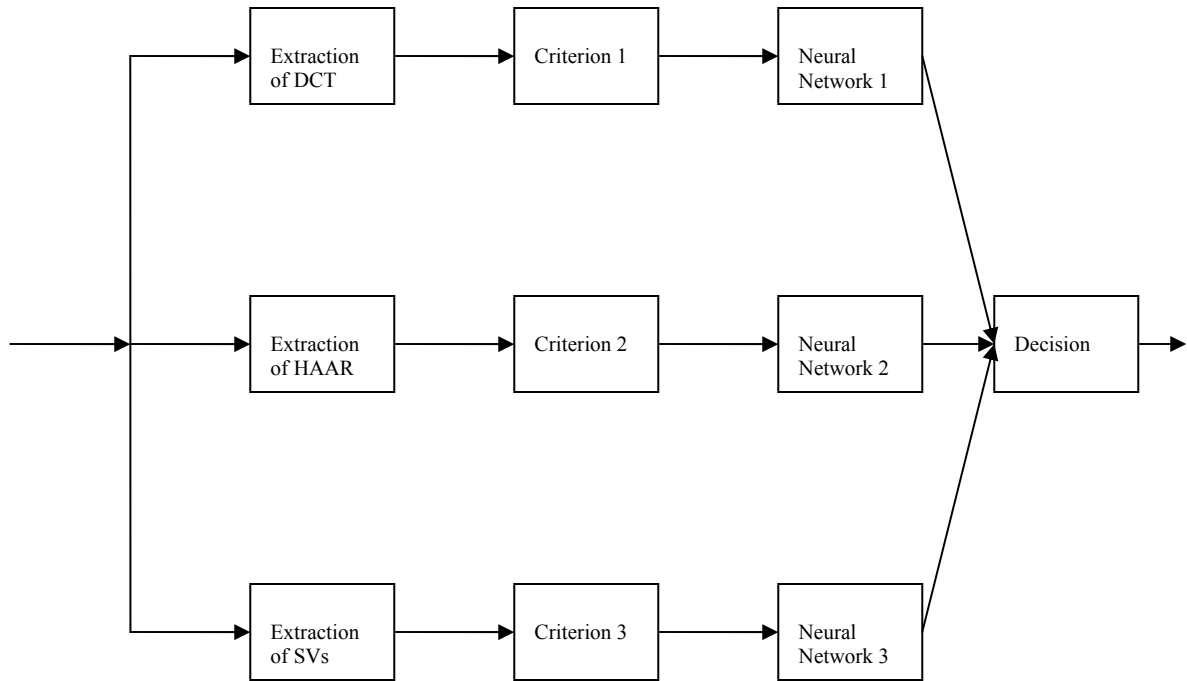 Extraction
of DCT
Criterion 1
Neural
Network 1
Extraction
of HAAR
Criterion 2
Neural
Network 2
Decision
Extraction
of SVs
Criterion 3
Neural
Network 3